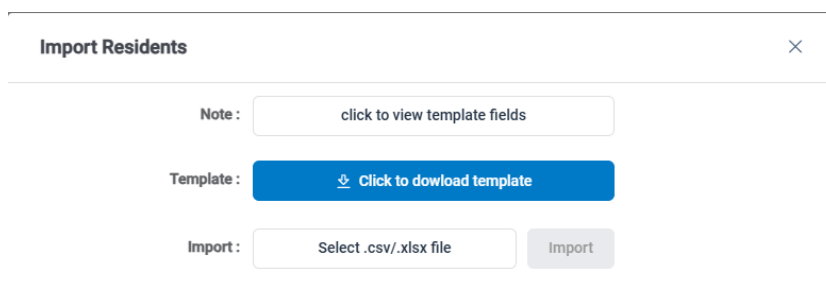 Import Residents
Note :
click to view template fields
Template :
Click to dowload template
Import :
Select .csv/.xlsx file
Import